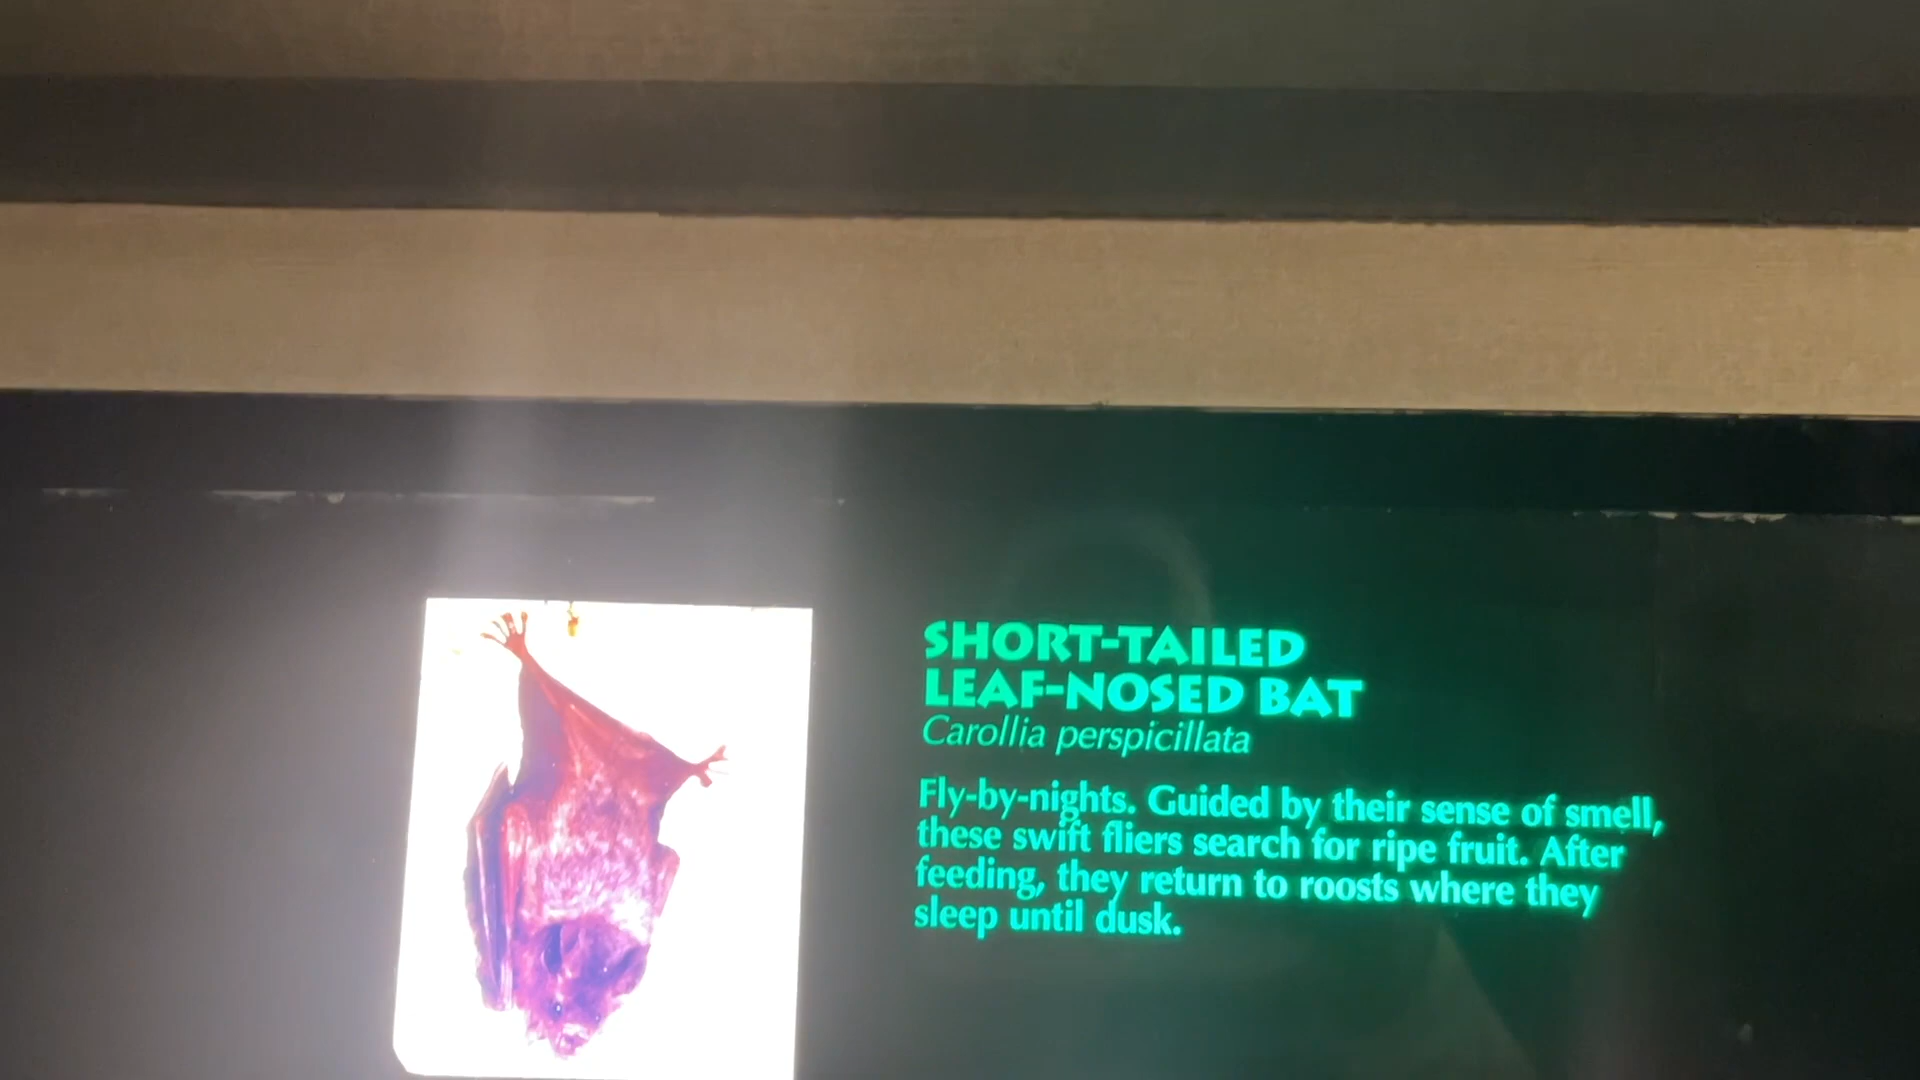 SHORT-TAILED
LEAF-NOSED BAT
Carollia perspicillata
Fly-by-nights. Guided by their sense of smell,
these swift fliers search for ripe fruit. After
feeding, they return to roosts where they
sleep until dusk.